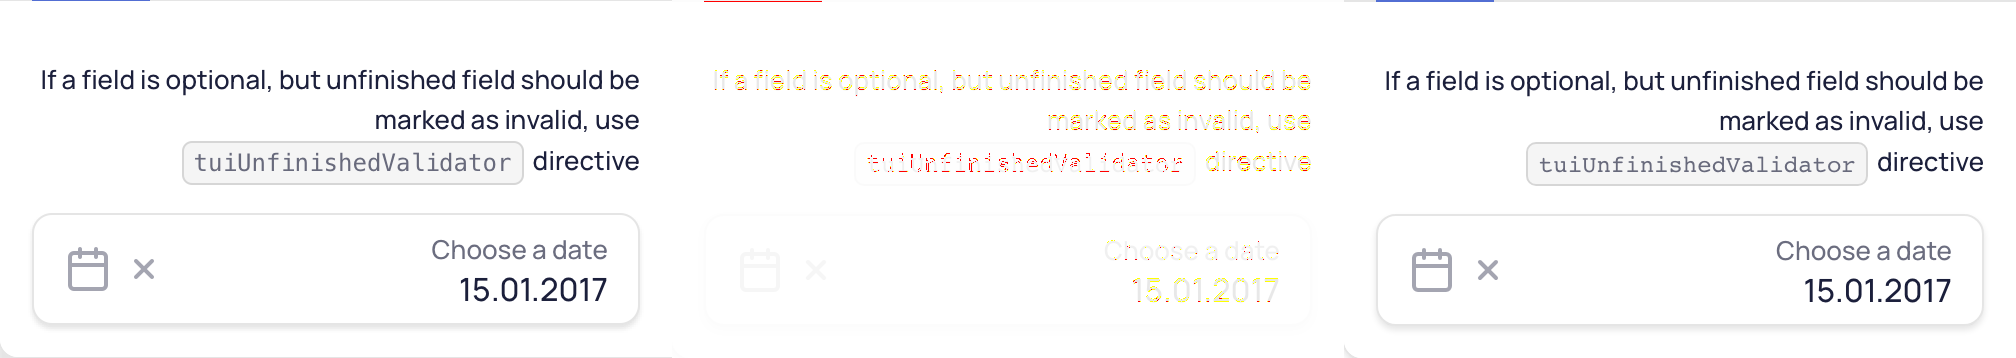 If a field is optional, but unfinished field should be
marked as invalid, use
tuiUnfinishedValidator directive
Choose a date
15.01.2017
If a field is optional, but unfinished field should be
marked as invalid, use
tuiUnfinishedValidator directive
Choose a date
15.01.2017
If a field is optional, but unfinished field should be
marked as invalid, use
tuiUnfinishedValidator directive
Choose a date
15.01.2017